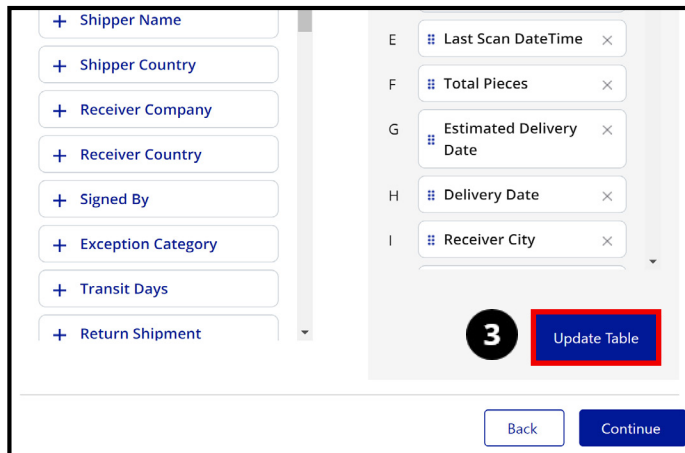 + Shipper Name
+ Shipper Country
+ Receiver Company
+ Receiver Country
+ Signed By
+ Exception Category
+ Transit Days
+ Return Shipment
E Last Scan DateTime ×
F Total Pieces ×
G Estimated Delivery ×
Date
H Delivery Date ×
I Receiver City ×
3 Update Table
Back Continue